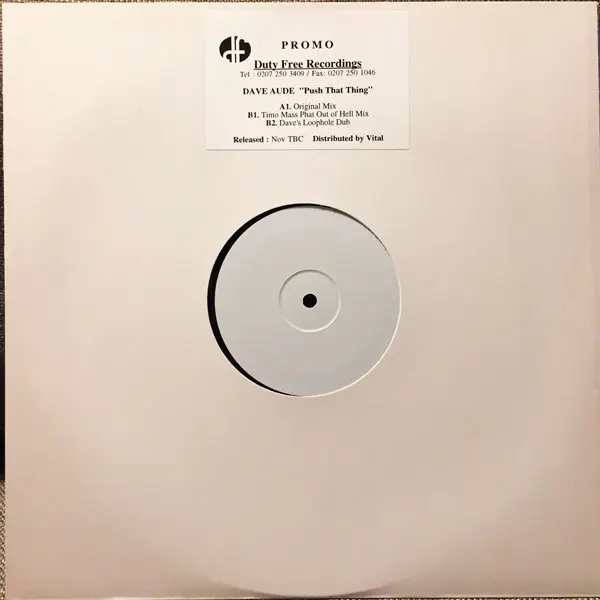 df
PROMO
Duty Free Recordings
Tel : 0207 250 3409 / Fax: 0207 250 1046
DAVE AUDE "Push That Thing"
A1. Original Mix
B1. Timo Mass Phat Out of Hell Mix
B2. Dave's Loophole Dub
Released : Nov TBC Distributed by Vital